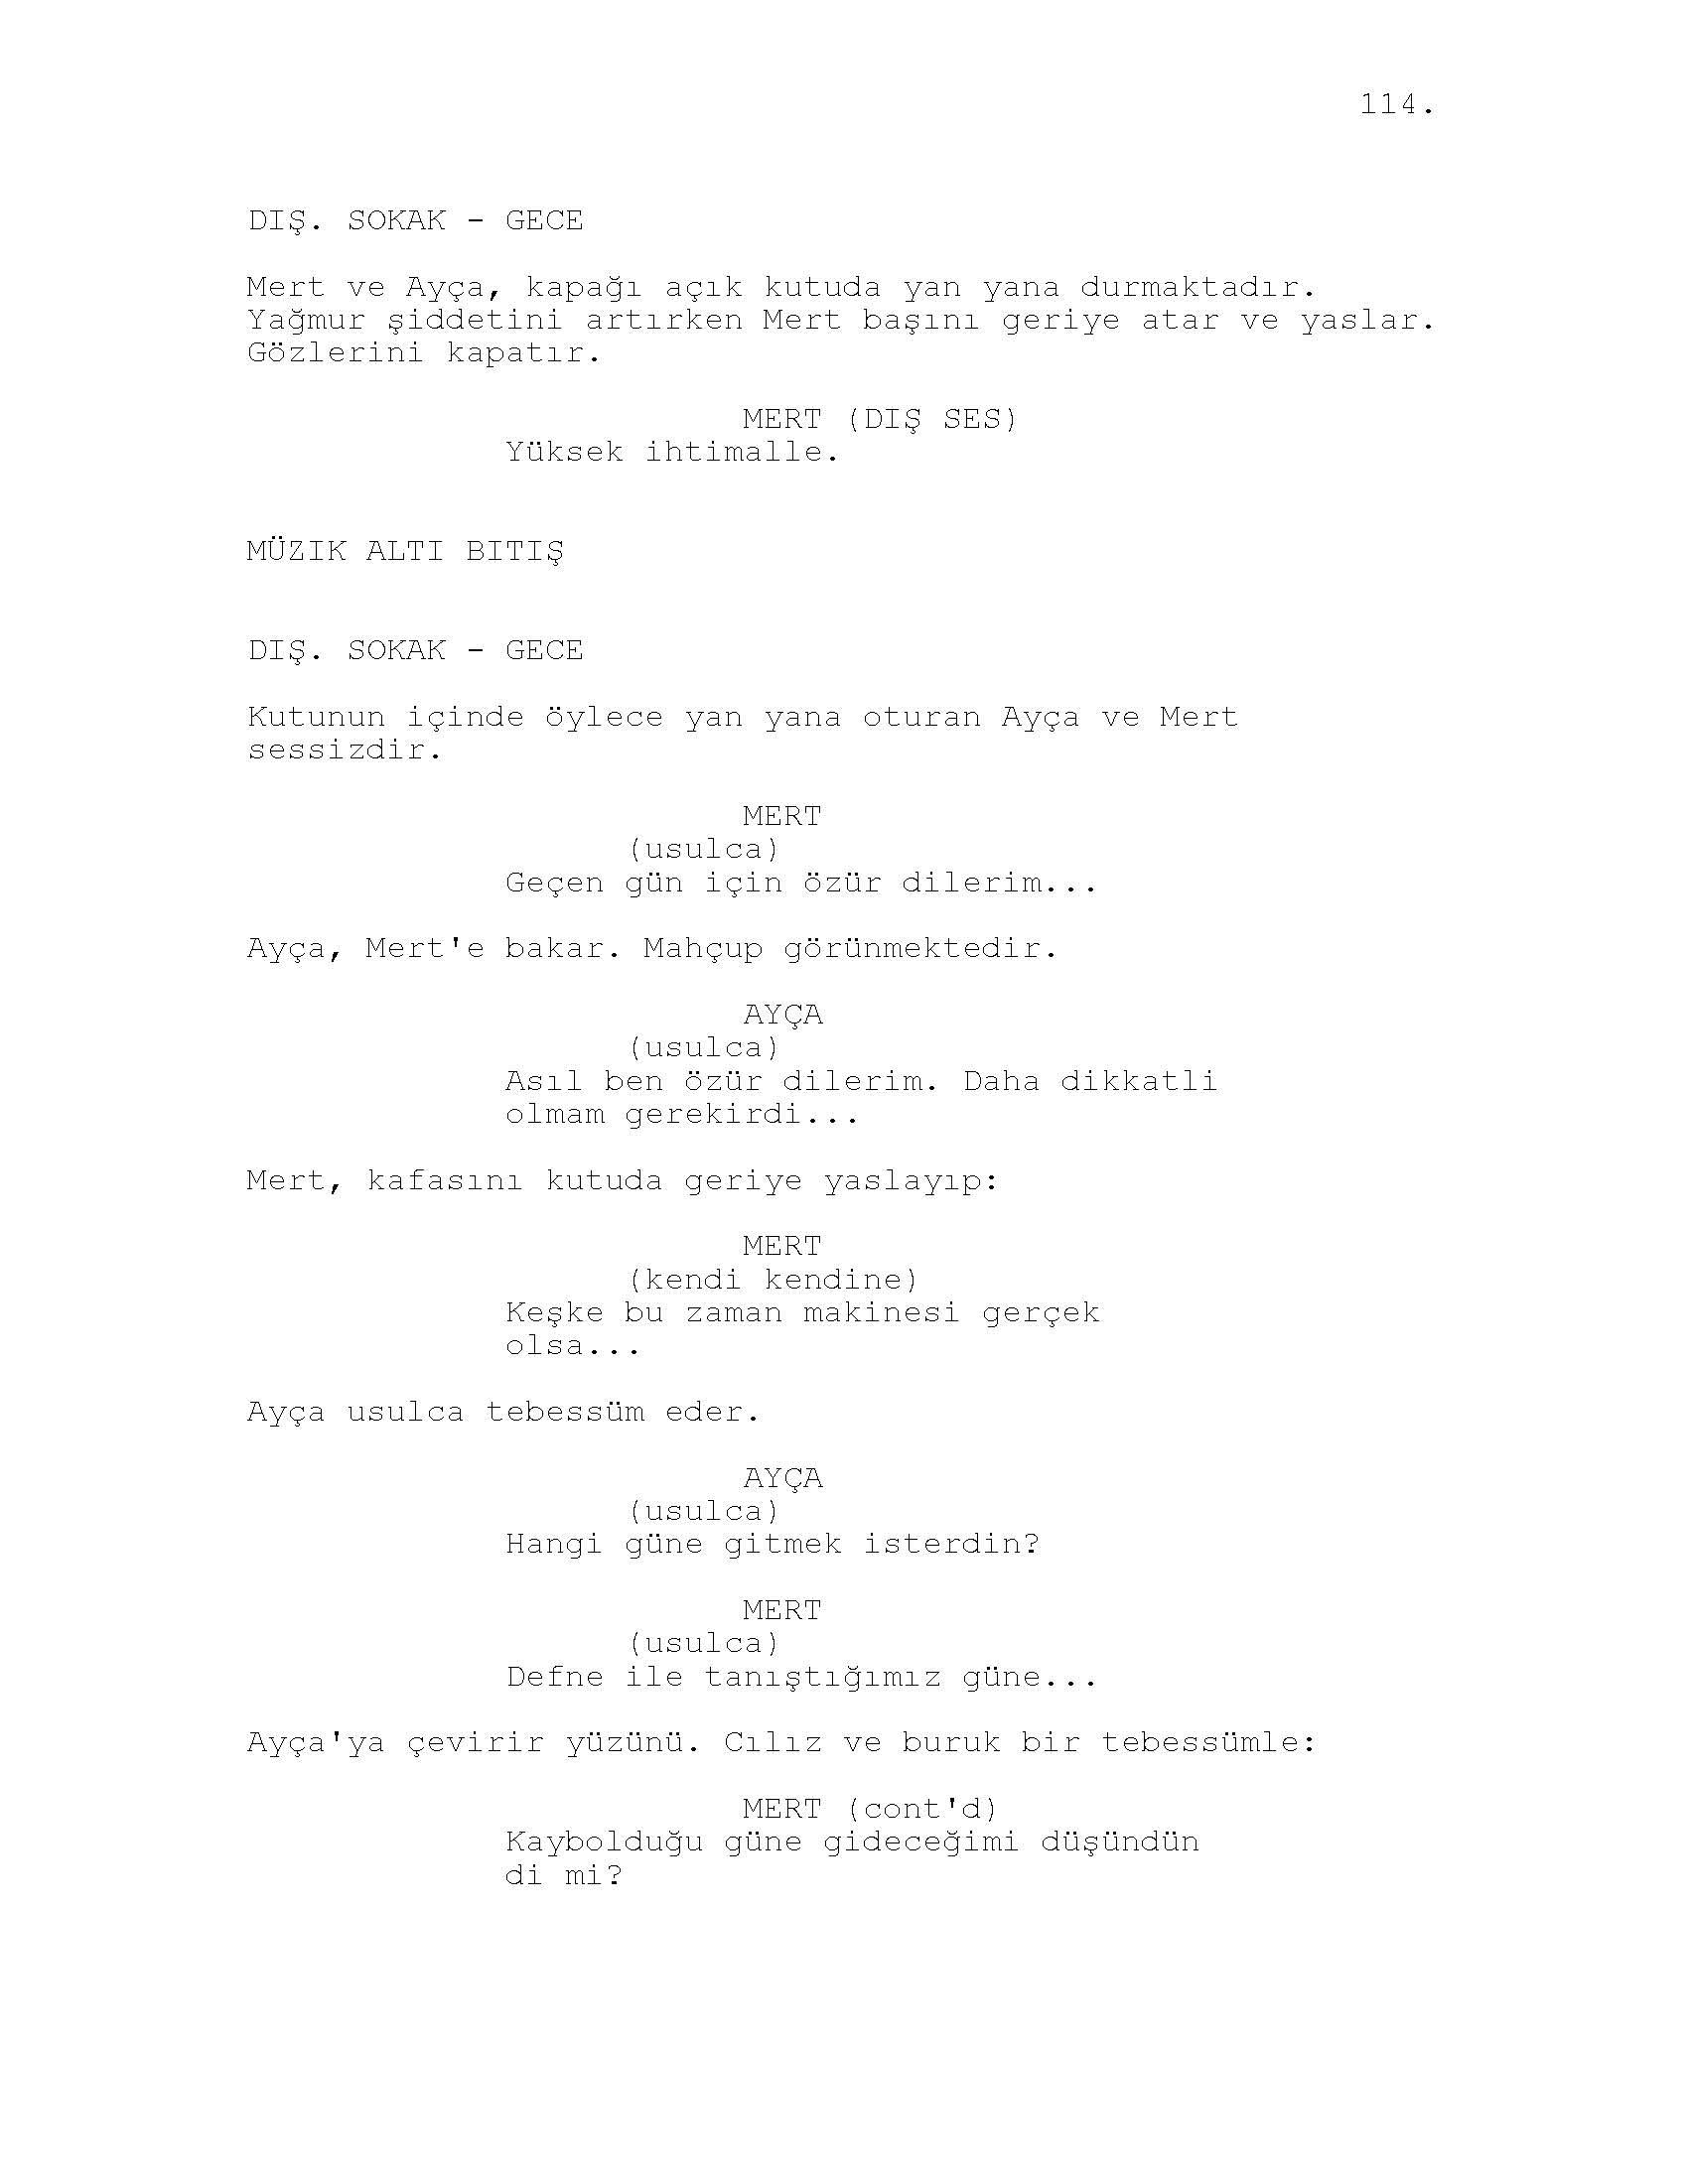 114.
DIŞ. SOKAK - GECE
Mert ve Ayça, kapağı açık kutuda yan yana durmaktadır.
Yağmur şiddetini artırken Mert başını geriye atar ve yaslar.
Gözlerini kapatır.
MERT (DIŞ SES)
Yüksek ihtimalle.
MÜZIK ALTI BITIŞ
DIŞ. SOKAK - GECE
Kutunun içinde öylece yan yana oturan Ayça ve Mert
sessizdir.
MERT
(usulca)
Geçen gün için özür dilerim...
Ayça, Mert'e bakar. Mahçup görünmektedir.
AYÇA
(usulca)
Asıl ben özür dilerim. Daha dikkatli
olmam gerekirdi...
Mert, kafasını kutuda geriye yaslayıp:
MERT
(kendi kendine)
Keşke bu zaman makinesi gerçek
olsa...
Ayça usulca tebessüm eder.
AYÇA
(usulca)
Hangi güne gitmek isterdin?
MERT
(usulca)
Defne ile tanıştığımız güne...
Ayça'ya çevirir yüzünü. Cılız ve buruk bir tebessümle:
MERT (cont'd)
Kaybolduğu güne gideceğimi düşündün
di mi?